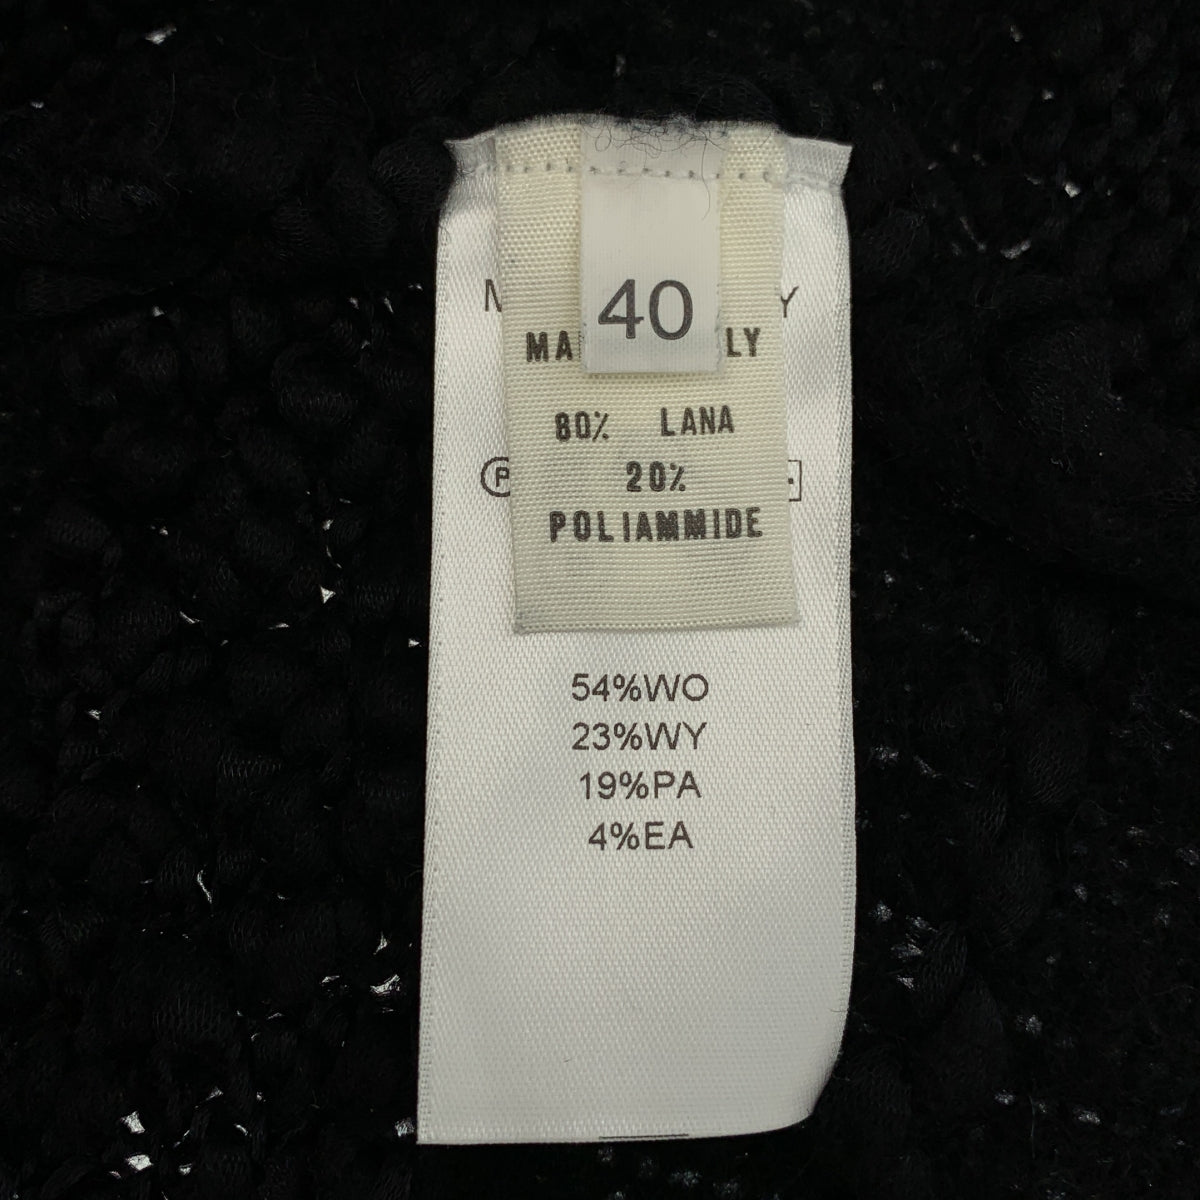 40
80% LANA
20%
POLIAMMIDE
54%WO
23%WY
19%PA
4%EA